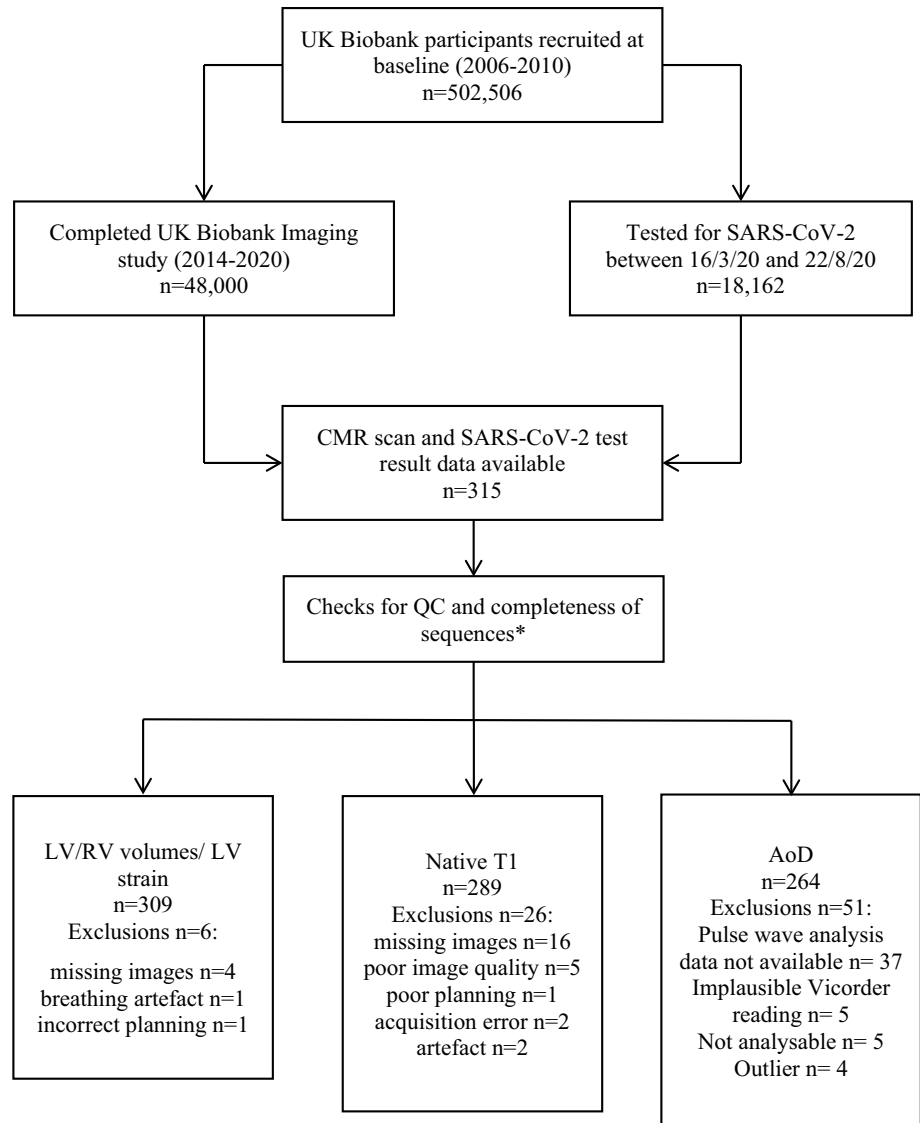 UK Biobank participants recruited at
baseline (2006-2010)
n=502,506
Completed UK Biobank Imaging
study (2014-2020)
n=48,000
Tested for SARS-CoV-2
between 16/3/20 and 22/8/20
n=18,162
CMR scan and SARS-CoV-2 test
result data available
n=315
Checks for QC and completeness of
sequences*
LV/RV volumes/ LV
strain
n=309
Exclusions n=6:
missing images n=4
breathing artefact n=1
incorrect planning n=1
Native T1
n=289
Exclusions n=26:
missing images n=16
poor image quality n=5
poor planning n=1
acquisition error n=2
artefact n=2
AoD
n=264
Exclusions n=51:
Pulse wave analysis
data not available n= 37
Implausible Vicorder
reading n= 5
Not analysable n= 5
Outlier n= 4